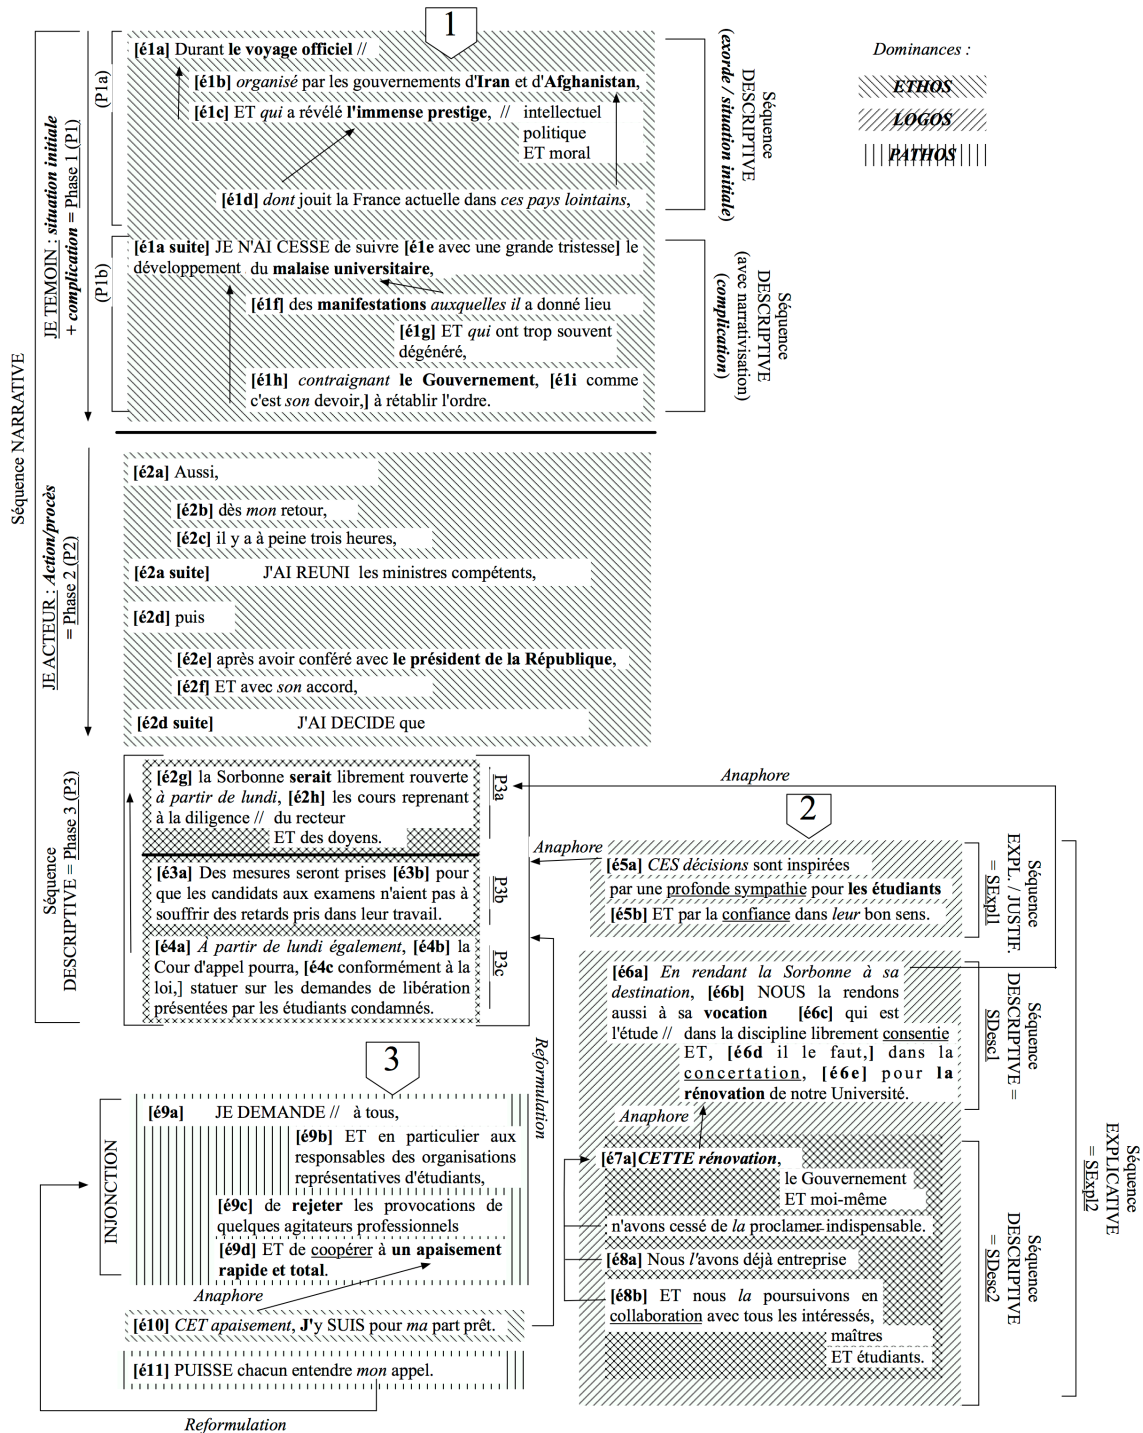 1
[é1a] Durant le voyage officiel //
[é1b] organisé par les gouvernements d'Iran et d'Afghanistan,
[é1c] ET qui a révélé l'immense prestige, // intellectuel
politique
ET moral
[é1d] dont jouit la France actuelle dans ces pays lointains,
[é1a suite] JE N'AI CESSE de suivre [é1e avec une grande tristesse] le
développement du malaise universitaire,
[é1f] des manifestations auxquelles il a donné lieu
[é1g] ET qui ont trop souvent
dégénéré,
[é1h] contraignant le Gouvernement, [é1i comme
c'est son devoir,] à rétablir l'ordre.
(P1a)
(P1b)
JE TEMOIN : situation initiale
+ complication = Phase 1 (P1)
Séquence
DESCRIPTIVE
(exorde / situation initiale)
Séquence
DESCRIPTIVE
(avec narrativisation)
(complication)
Dominances :
ETHOS
LOGOS
PATHOS
Séquence NARRATIVE
JE ACTEUR : Action/procès
= Phase 2 (P2)
[é2a] Aussi,
[é2b] dès mon retour,
[é2c] il y a à peine trois heures,
[é2a suite] J'AI REUNI les ministres compétents,
[é2d] puis
[é2e] après avoir conféré avec le président de la République,
[é2f] ET avec son accord,
[é2d suite] J'AI DECIDE que
Séquence
DESCRIPTIVE = Phase 3 (P3)
[é2g] la Sorbonne serait librement rouverte
à partir de lundi, [é2h] les cours reprenant
à la diligence // du recteur
ET des doyens.
P3a
[é3a] Des mesures seront prises [é3b] pour
que les candidats aux examens n'aient pas à
souffrir des retards pris dans leur travail.
P3b
[é4a] À partir de lundi également, [é4b] la
Cour d'appel pourra, [é4c conformément à la
loi,] statuer sur les demandes de libération
présentées par les étudiants condamnés.
P3c
Anaphore
2
Anaphore
[é5a] CES décisions sont inspirées
par une profonde sympathie pour les étudiants
[é5b] ET par la confiance dans leur bon sens.
Séquence
EXPL. / JUSTIF.
= SExpl1
[é6a] En rendant la Sorbonne à sa
destination, [é6b] NOUS la rendons
aussi à sa vocation [é6c] qui est
l'étude // dans la discipline librement consentie
ET, [é6d il le faut,] dans la
concertation, [é6e] pour la
rénovation de notre Université.
Séquence
DESCRIPTIVE =
SDesc1
Anaphore
[é7a] CETTE rénovation,
le Gouvernement
ET moi-même
n'avons cessé de la proclamer indispensable.
[é8a] Nous l'avons déjà entreprise
[é8b] ET nous la poursuivons en
collaboration avec tous les intéressés,
maîtres
ET étudiants.
Séquence
DESCRIPTIVE
= SDesc2
Séquence
EXPLICATIVE
= SExpl2
Reformulation
3
INJONCTION
[é9a] JE DEMANDE // à tous,
[é9b] ET en particulier aux
responsables des organisations
représentatives d'étudiants,
[é9c] de rejeter les provocations de
quelques agitateurs professionnels
[é9d] ET de coopérer à un apaisement
rapide et total.
Anaphore
[é10] CET apaisement, J'y SUIS pour ma part prêt.
[é11] PUISSE chacun entendre mon appel.
Reformulation